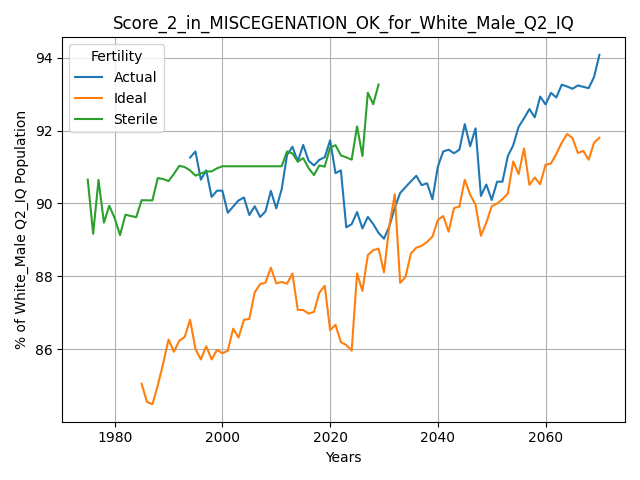 Score_2_in_MISCEGENATION_OK_for_White_Male_Q2_IQ
Fertility
Actual
Ideal
Sterile
% of White_Male Q2_IQ Population
94
92
90
88
86
1980
2000
2020
2040
2060
Years